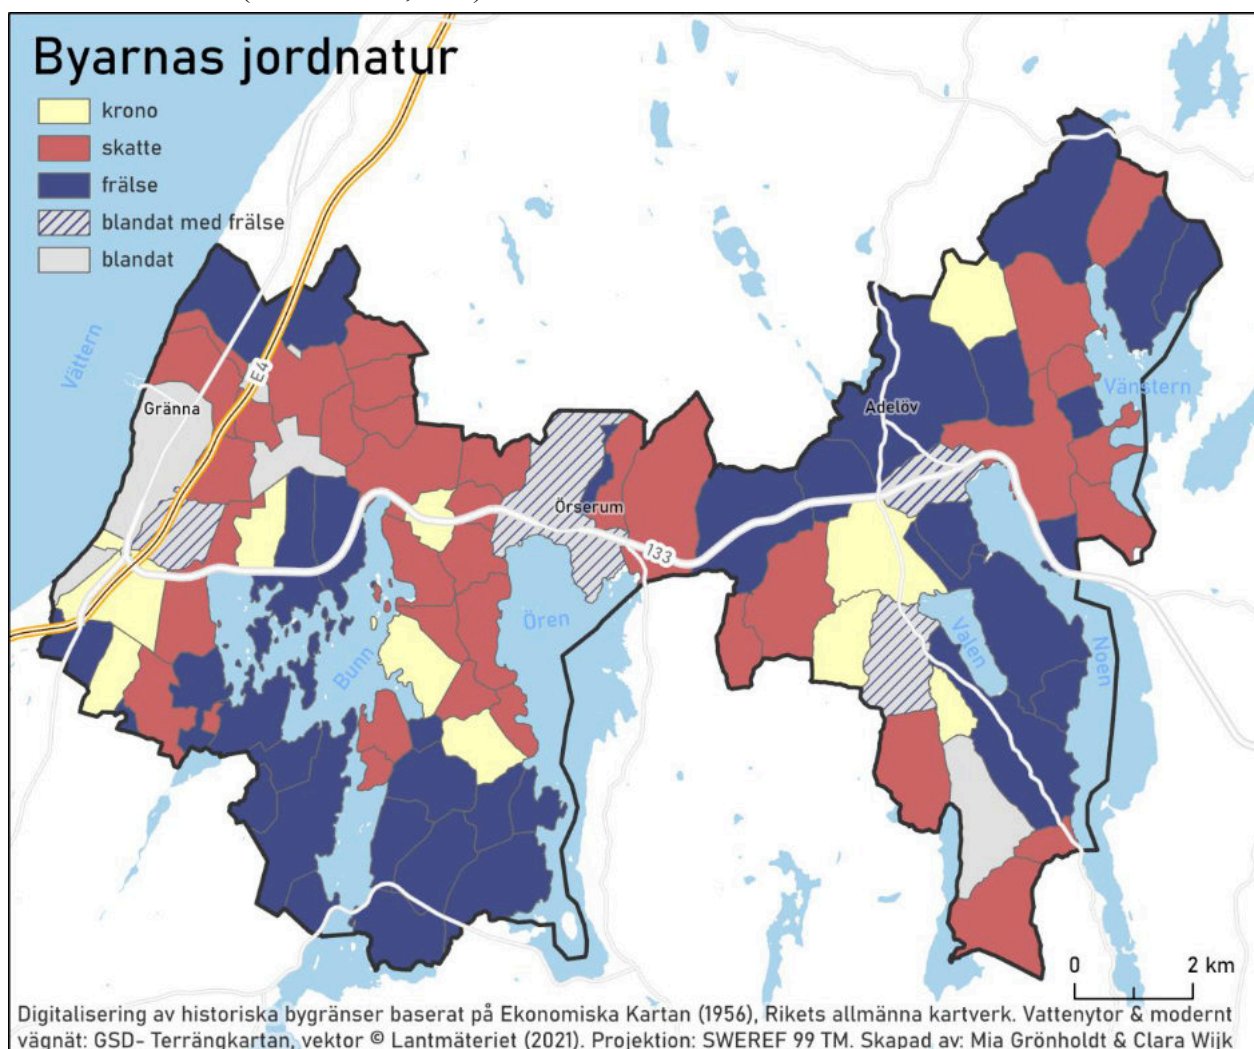 Byarnas jordnatur
krono
skatte
frälse
blandat med frälse
blandat
Vättern
E4
Gränna
Örserum
133
Adelöv
Vänstern
Ören
Bunn
Valen
Noen
0 2 km
Digitalisering av historiska bygränser baserat på Ekonomiska Kartan (1956), Rikets allmänna kartverk. Vattenytor & modernt
vägnät: GSD- Terrängkartan, vektor © Lantmäteriet (2021). Projektion: SWEREF 99 TM. Skapad av: Mia Grönholdt & Clara Wijk